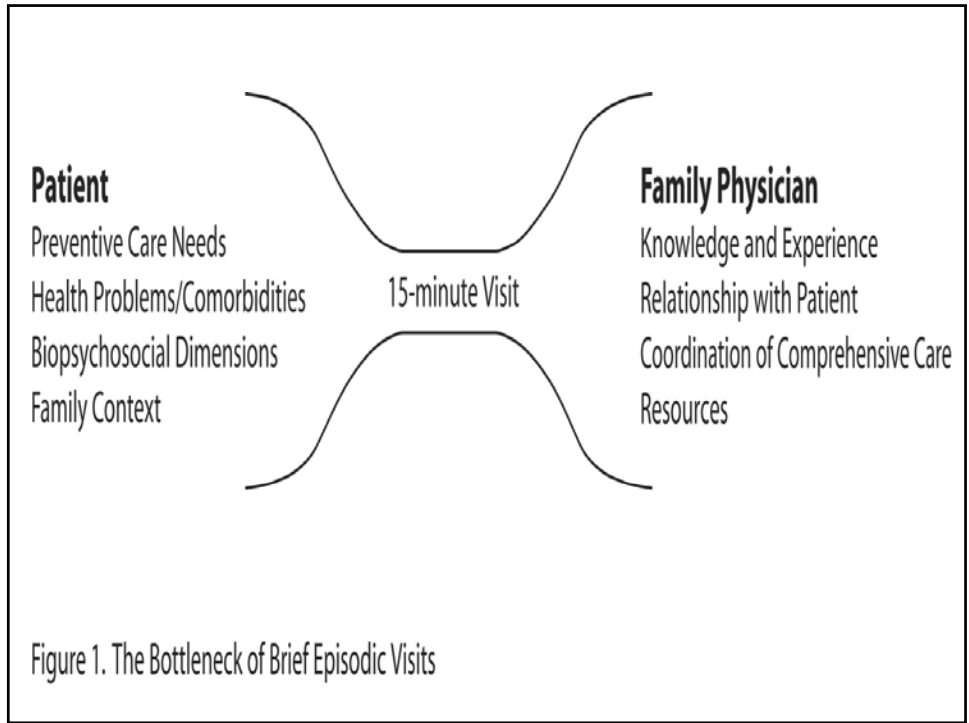 Patient
Preventive Care Needs
Health Problems/Comorbidities
Biopsychosocial Dimensions
Family Context
15-minute Visit
Family Physician
Knowledge and Experience
Relationship with Patient
Coordination of Comprehensive Care
Resources
Figure 1. The Bottleneck of Brief Episodic Visits